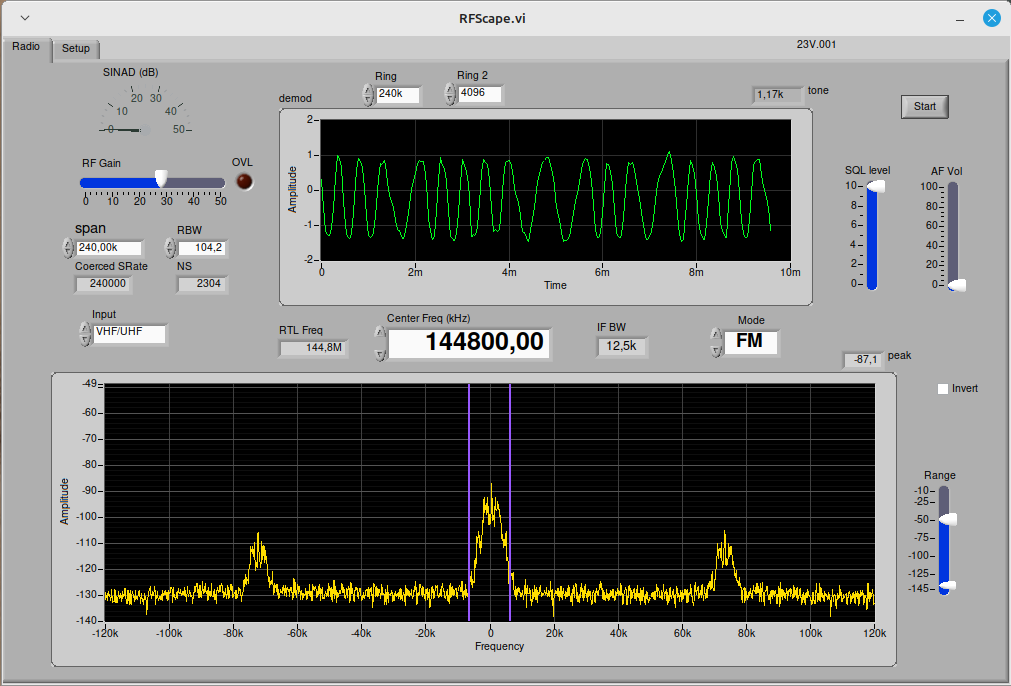 RFScape.vi
Radio
Setup
23V.001
SINAD (dB)
0 10 20 30 40 50
Ring
240k
Ring 2
4096
demod
1,17k
tone
Start
RF Gain
OVL
0 10 20 30 40 50
span
240,00k
RBW
104,2
Coerced SRate
240000
NS
2304
Amplitude
2
1
0
-1
-2
0 2m 4m 6m 8m 10m
Time
SQL level
10
8
6
4
2
0
AF Vol
100
80
60
40
20
0
Input
VHF/UHF
RTL Freq
144,8M
Center Freq (kHz)
144800,00
IF BW
12,5k
Mode
FM
-87,1
peak
Invert
Amplitude
-49
-60
-70
-80
-90
-100
-110
-120
-130
-140
-120k -100k -80k -60k -40k -20k 0 20k 40k 60k 80k 100k 120k
Frequency
Range
-10
-25
-50
-75
-100
-125
-145